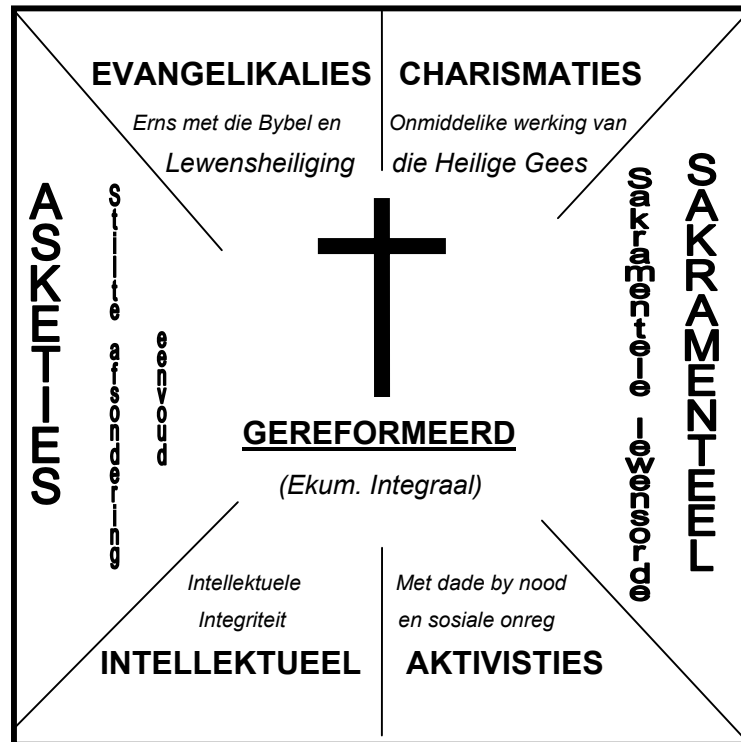 EVANGELIKALIES
Erns met die Bybel en
Lewensheiliging
CHARISMATIES
Onmiddelike werking van
die Heilige Gees
ASKETIES
Stilte afsondering
eenvoud
GEREFORMEERD
(Ekum. Integraal)
Sakramentele lewensorde
SAKRAMENTEEL
Intellektuele
Integriteit
INTELLEKTUEEL
Met dade by nood
en sosiale onreg
AKTIVISTIES